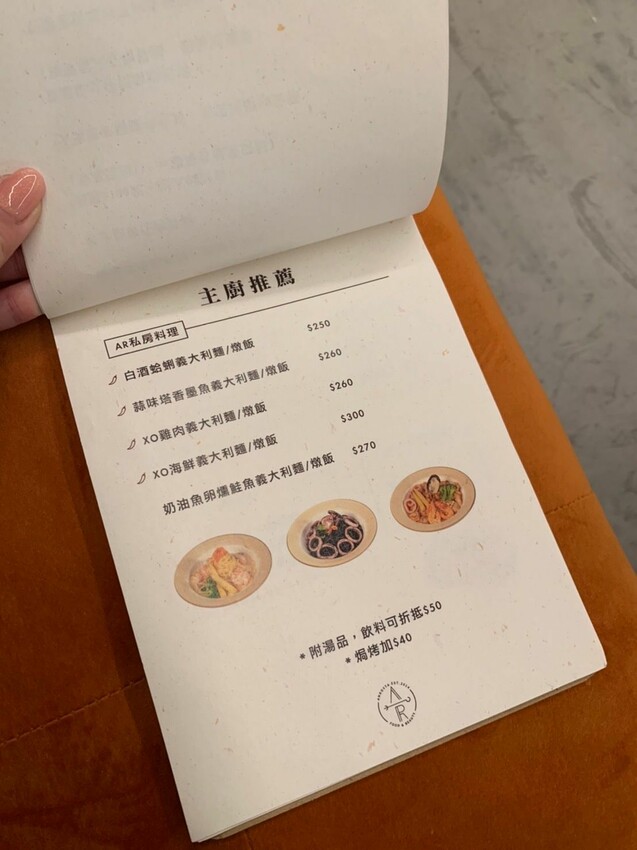 主廚推薦
AR私房料理
白酒蛤蜊義大利麵/燉飯 $250
蒜味塔香墨魚義大利麵/燉飯 $260
XO雞肉義大利麵/燉飯 $260
XO海鮮義大利麵/燉飯 $300
奶油魚卵燻鮭魚義大利麵/燉飯 $270
* 附湯品，飲料可折抵$50
* 焗烤加$40
A
R